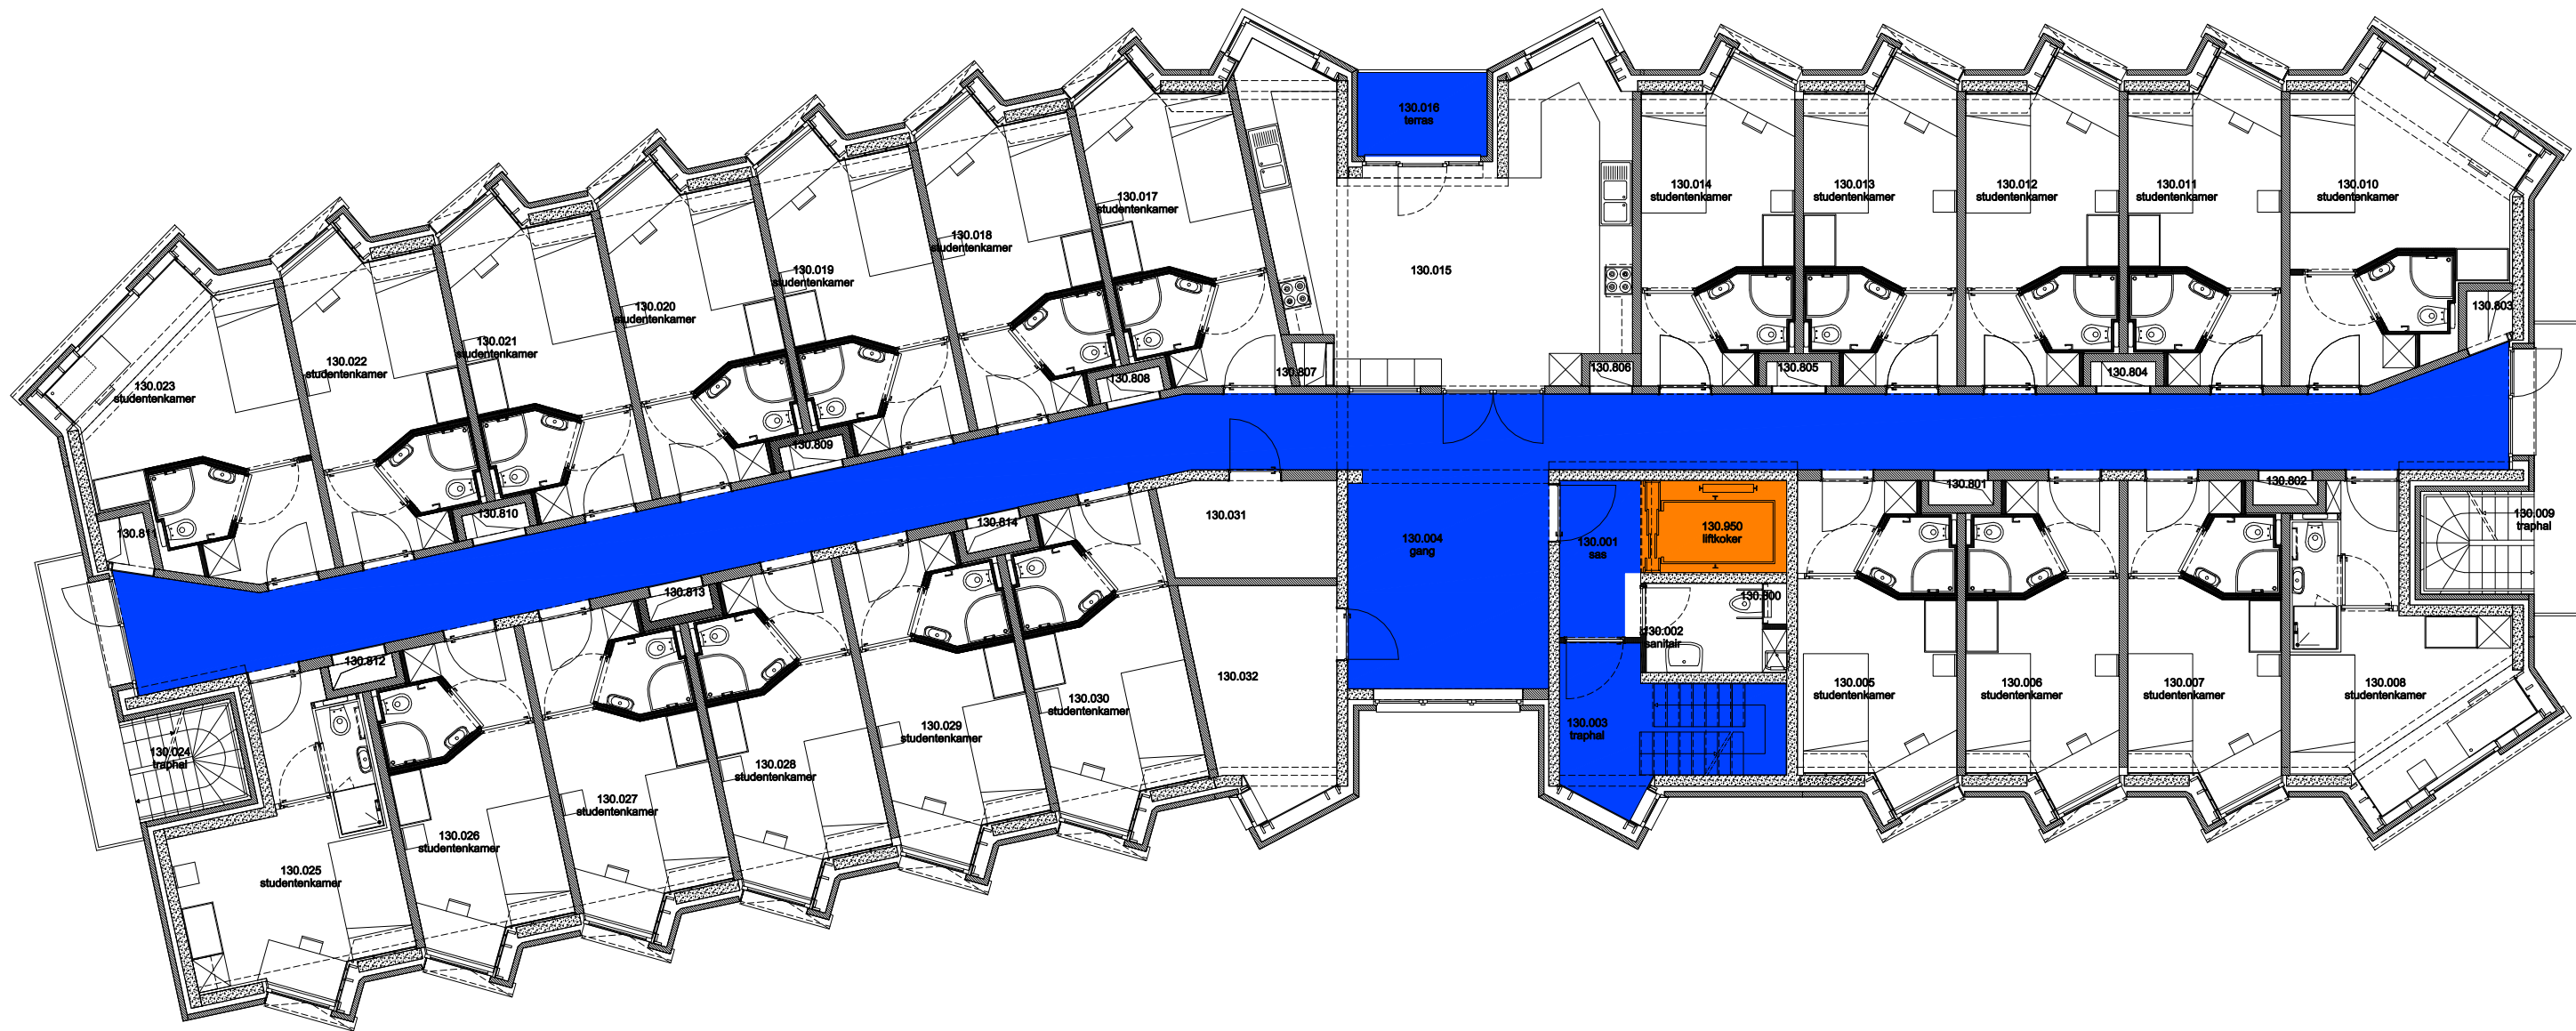 130.016
terras
130.014
studentenkamer
130.013
studentenkamer
130.012
studentenkamer
130.011
studentenkamer
130.010
studentenkamer
130.017
studentenkamer
130.018
studentenkamer
130.019
studentenkamer
130.020
studentenkamer
130.021
studentenkamer
130.022
studentenkamer
130.023
studentenkamer
130.015
130.803
130.804
130.805
130.806
130.807
130.808
130.809
130.810
130.811
130.801
130.802
130.009
traphal
130.031
130.814
130.004
gang
130.001
sas
130.950
liftkoker
130.800
130.002
sanitair
130.813
130.812
130.032
130.005
studentenkamer
130.006
studentenkamer
130.007
studentenkamer
130.008
studentenkamer
130.003
traphal
130.030
studentenkamer
130.029
studentenkamer
130.028
studentenkamer
130.027
studentenkamer
130.026
studentenkamer
130.025
studentenkamer
130.024
traphal